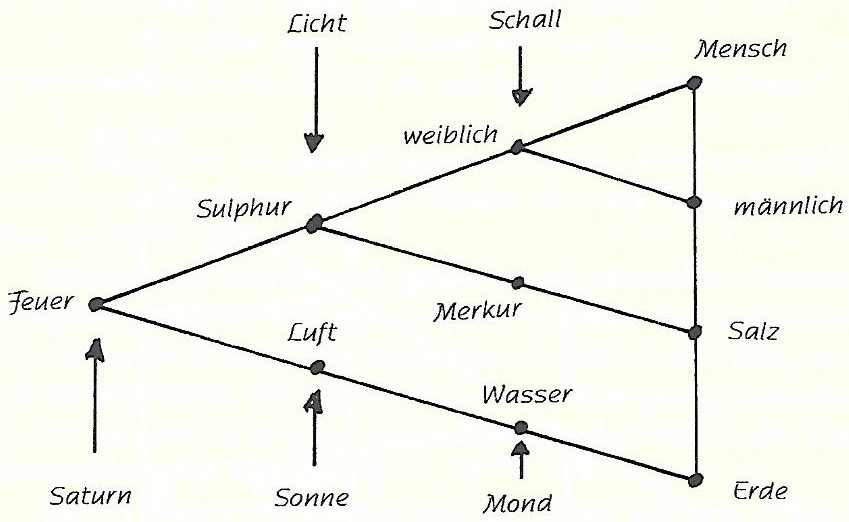 Licht
Schall
Mensch
weiblich
Sulphur
männlich
Feuer
Merkur
Luft
Salz
Wasser
Saturn
Sonne
Mond
Erde